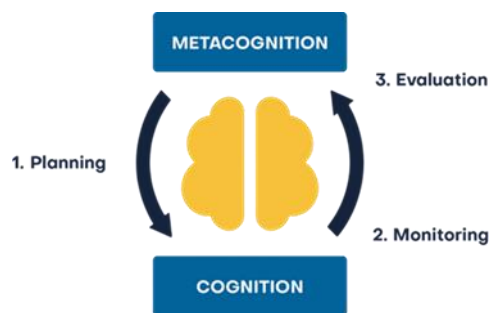 METACOGNITION
3. Evaluation
1. Planning
2. Monitoring
COGNITION